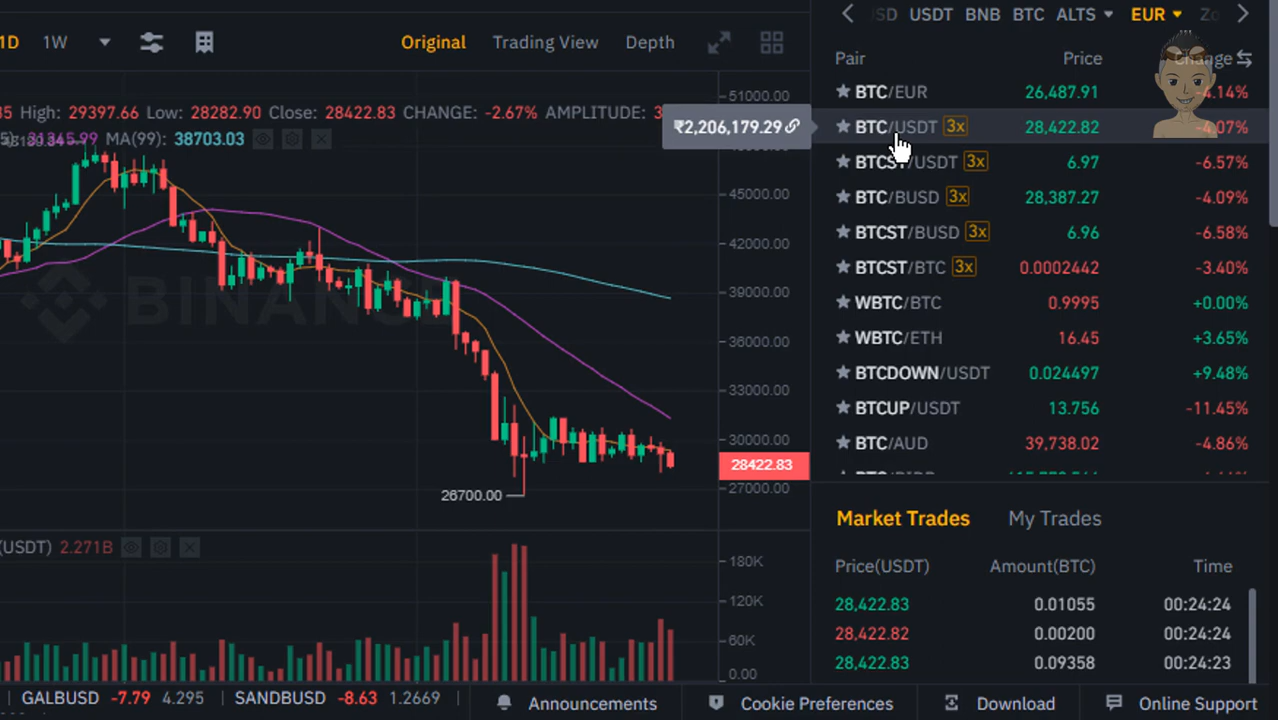 1D 1W Original Trading View Depth
High: 29397.66 Low: 28282.90 Close: 28422.83 CHANGE: -2.67% AMPLITUDE:
MA(99): 38703.03
51000.00
45000.00
42000.00
39000.00
36000.00
33000.00
30000.00
28422.83
27000.00
26700.00
BINANCE
(USDT) 2.271B
180K
120K
60K
0.00
USDT BNB BTC ALTS EUR
Pair Price Change
BTC/EUR 26,487.91 -4.14%
₹2,206,179.29
BTC/USDT 3x 28,422.82 -4.07%
BTCST/USDT 3x 6.97 -6.57%
BTC/BUSD 3x 28,387.27 -4.09%
BTCST/BUSD 3x 6.96 -6.58%
BTCST/BTC 3x 0.0002442 -3.40%
WBTC/BTC 0.9995 +0.00%
WBTC/ETH 16.45 +3.65%
BTCDOWN/USDT 0.024497 +9.48%
BTCUP/USDT 13.756 -11.45%
BTC/AUD 39,738.02 -4.86%
Market Trades My Trades
Price(USDT) Amount(BTC) Time
28,422.83 0.01055 00:24:24
28,422.82 0.00200 00:24:24
28,422.83 0.09358 00:24:23
GALBUSD -7.79 4.295 SANDBUSD -8.63 1.2669 Announcements Cookie Preferences Download Online Support